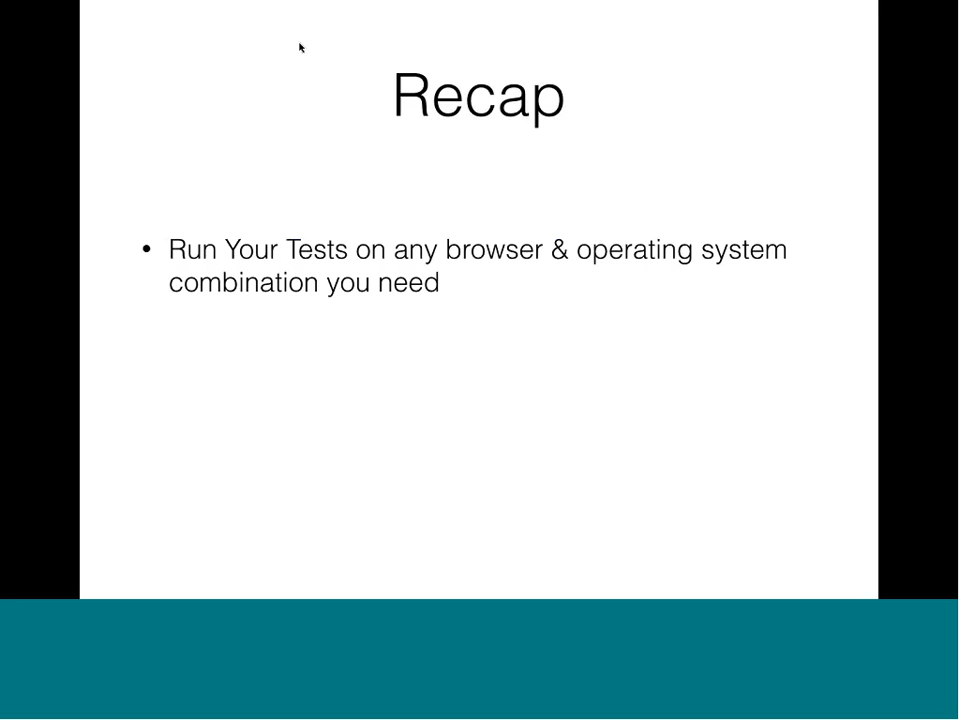 Recap
• Run Your Tests on any browser & operating system
combination you need